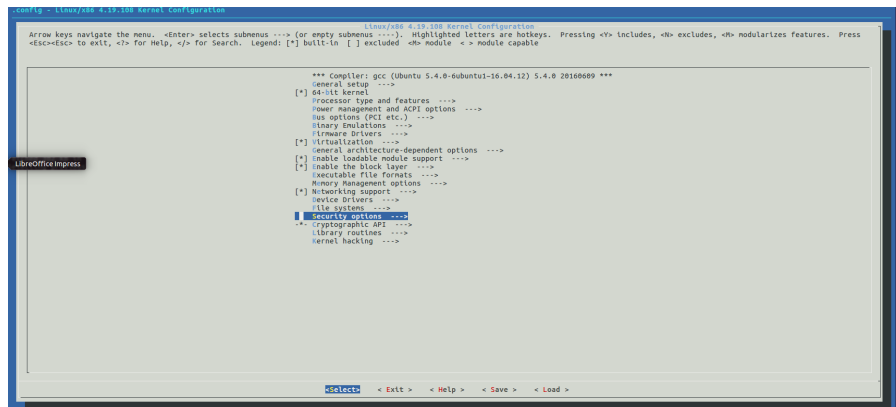 .config - Linux/x86 4.19.108 Kernel Configuration
Linux/x86 4.19.108 Kernel Configuration
Arrow keys navigate the menu.  <Enter> selects submenus ---> (or empty submenus ----).  Highlighted letters are hotkeys.  Pressing <Y> includes, <N> excludes, <M> modularizes features.  Press
<Esc><Esc> to exit, <?> for Help, </> for Search.  Legend: [*] built-in  [ ] excluded  <M> module  < > module capable
*** Compiler: gcc (Ubuntu 5.4.0-6ubuntu1~16.04.12) 5.4.0 20160609 ***
General setup  --->
[*] 64-bit kernel
Processor type and features  --->
Power management and ACPI options  --->
Bus options (PCI etc.)  --->
Binary Emulations  --->
Firmware Drivers  --->
[*] Virtualization  --->
General architecture-dependent options  --->
[*] Enable loadable module support  --->
[*] Enable the block layer  --->
Executable file formats  --->
Memory Management options  --->
[*] Networking support  --->
Device Drivers  --->
File systems  --->
Security options  --->
-*- Cryptographic API  --->
Library routines  --->
Kernel hacking  --->
LibreOffice Impress
<Select>    < Exit >    < Help >    < Save >    < Load >